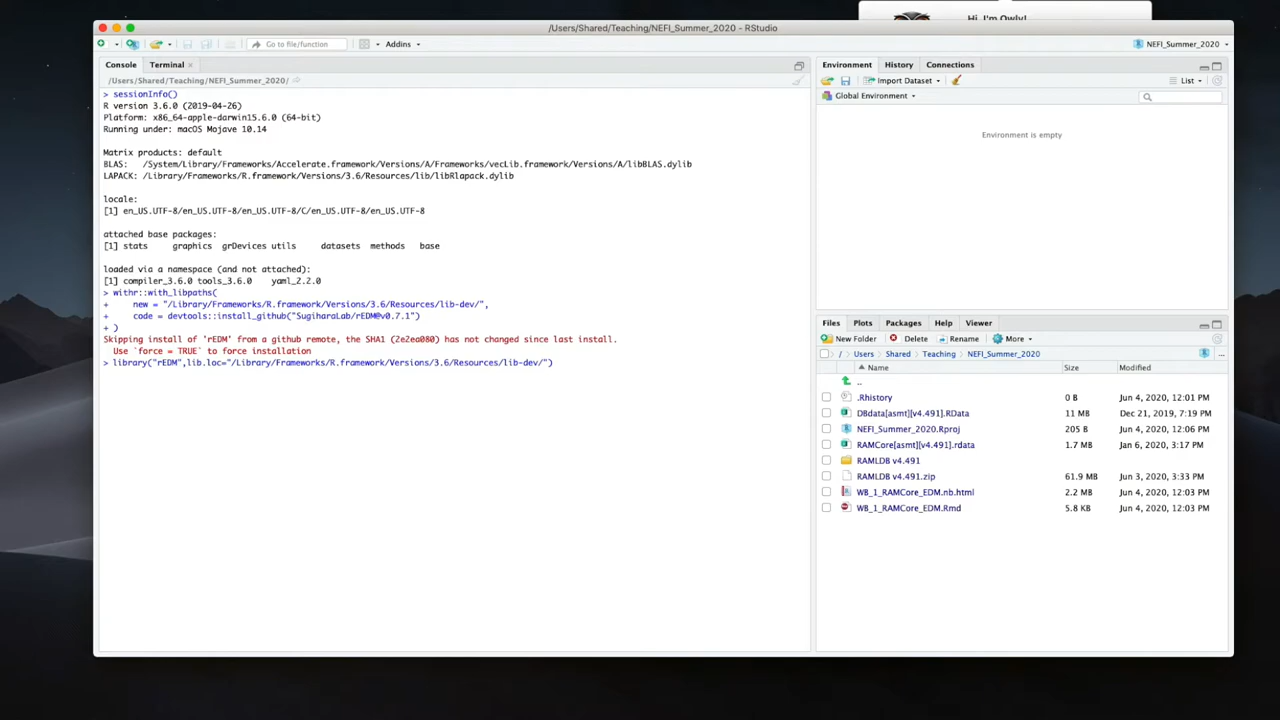 Hi, I'm Owly!
/Users/Shared/Teaching/NEFI_Summer_2020 - RStudio
Go to file/function
Addins
NEFI_Summer_2020
Console Terminal
/Users/Shared/Teaching/NEFI_Summer_2020/
> sessionInfo()
R version 3.6.0 (2019-04-26)
Platform: x86_64-apple-darwin15.6.0 (64-bit)
Running under: macOS Mojave 10.14
Matrix products: default
BLAS: /System/Library/Frameworks/Accelerate.framework/Versions/A/Frameworks/vecLib.framework/Versions/A/libBLAS.dylib
LAPACK: /Library/Frameworks/R.framework/Versions/3.6/Resources/lib/libRlapack.dylib
locale:
[1] en_US.UTF-8/en_US.UTF-8/en_US.UTF-8/C/en_US.UTF-8/en_US.UTF-8
attached base packages:
[1] stats graphics grDevices utils datasets methods base
loaded via a namespace (and not attached):
[1] compiler_3.6.0 tools_3.6.0 yaml_2.2.0
> withr::with_libpaths(
+ new = "/Library/Frameworks/R.framework/Versions/3.6/Resources/lib-dev/",
+ code = devtools::install_github("SugiharaLab/rEDM@v0.7.1")
+ )
Skipping install of 'rEDM' from a github remote, the SHA1 (2e2ea080) has not changed since last install.
Use `force = TRUE` to force installation
> library("rEDM",lib.loc="/Library/Frameworks/R.framework/Versions/3.6/Resources/lib-dev/")
Environment History Connections
Import Dataset
List
Global Environment
Environment is empty
Files Plots Packages Help Viewer
New Folder Delete Rename More
/ Users Shared Teaching NEFI_Summer_2020 ...
Name Size Modified
..
.Rhistory 0 B Jun 4, 2020, 12:01 PM
DBdata[asmt][v4.491].RData 11 MB Dec 21, 2019, 7:19 PM
NEFI_Summer_2020.Rproj 205 B Jun 4, 2020, 12:06 PM
RAMCore[asmt][v4.491].rdata 1.7 MB Jan 6, 2020, 3:17 PM
RAMLDB v4.491
RAMLDB v4.491.zip 61.9 MB Jun 3, 2020, 3:33 PM
WB_1_RAMCore_EDM.nb.html 2.2 MB Jun 4, 2020, 12:03 PM
WB_1_RAMCore_EDM.Rmd 5.8 KB Jun 4, 2020, 12:03 PM